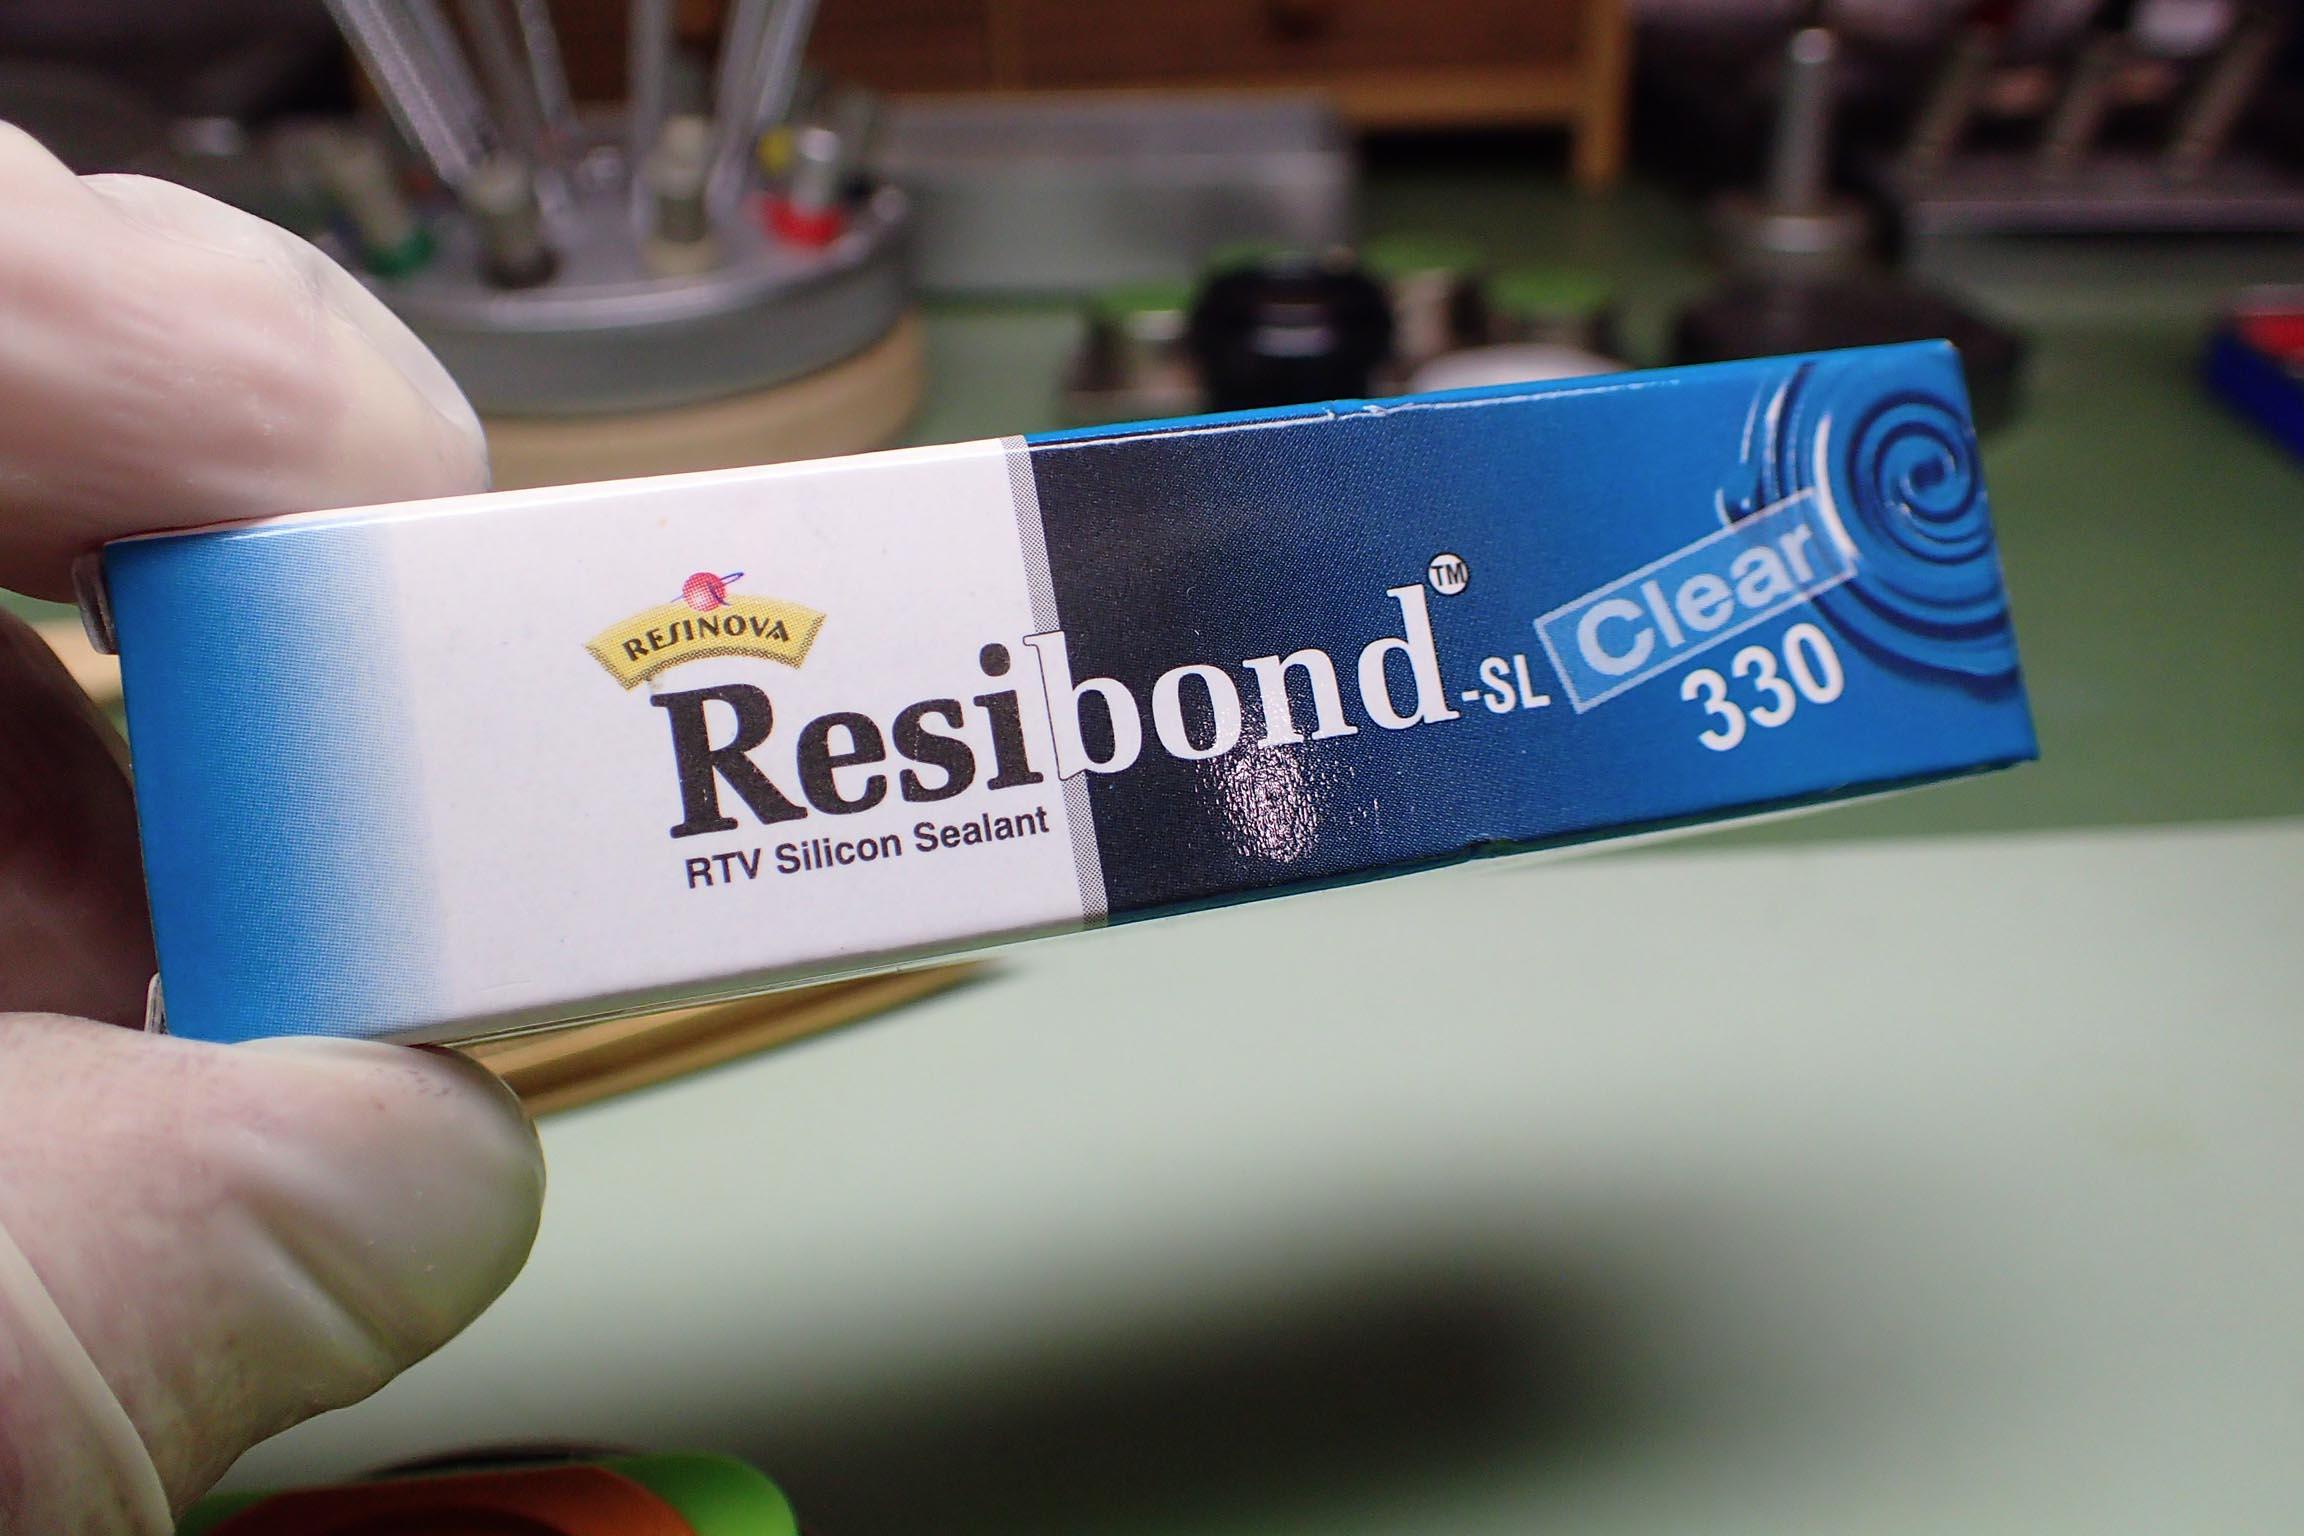 RESINOVA
Resibond™-SL Clear
330
RTV Silicon Sealant